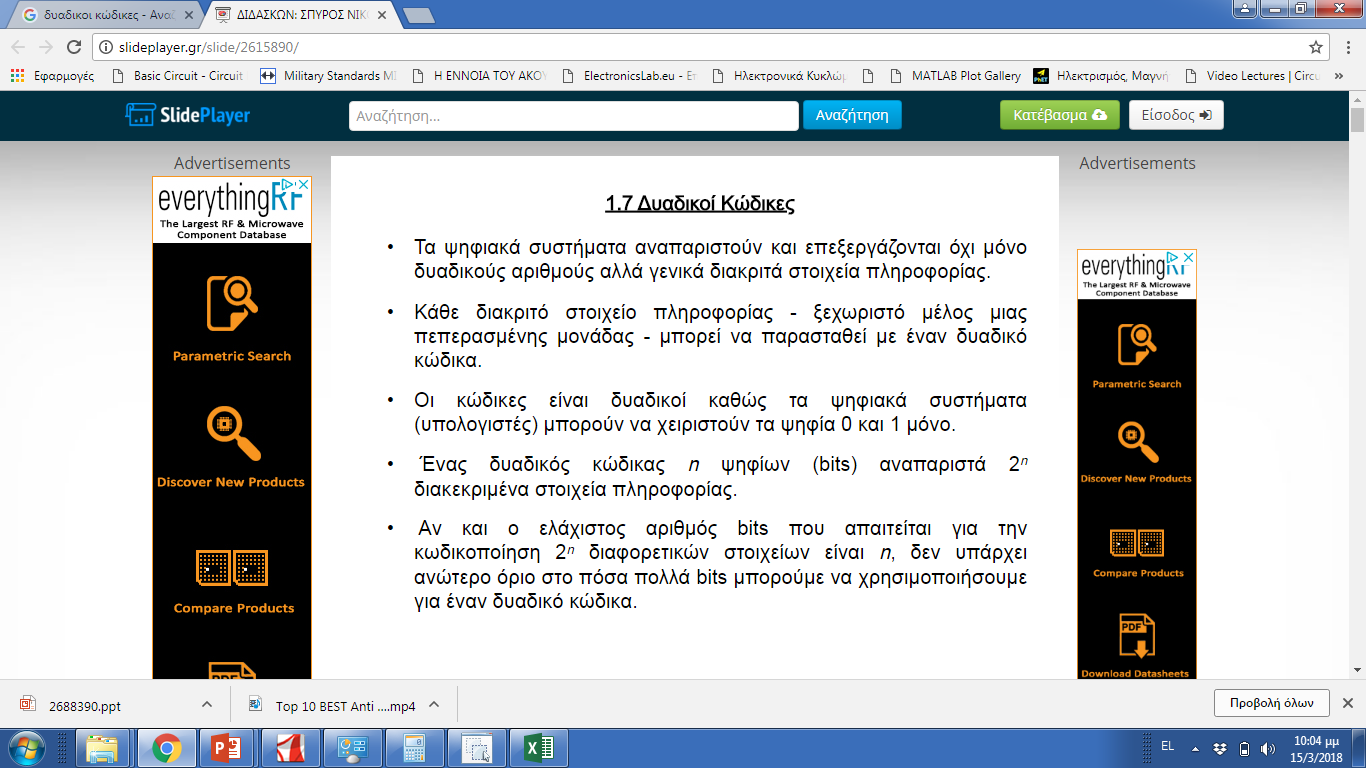 δυαδικοι κώδικες - Ανα
ΔΙΔΑΣΚΩΝ: ΣΠΥΡΟΣ ΝΙΚ
slideplayer.gr/slide/2615890/
Εφαρμογές Basic Circuit - Circuit Military Standards MI Η ΕΝΝΟΙΑ ΤΟΥ ΑΚΟΥ ElectronicsLab.eu - Επ Ηλεκτρονικά Κυκλώμ MATLAB Plot Gallery Ηλεκτρισμός, Μαγνή Video Lectures | Circu »
SlidePlayer Αναζήτηση... Αναζήτηση Κατέβασμα Είσοδος
Advertisements
everythingRF
The Largest RF & Microwave
Component Database
Parametric Search
Discover New Products
Compare Products
1.7 Δυαδικοί Κώδικες
• Τα ψηφιακά συστήματα αναπαριστούν και επεξεργάζονται όχι μόνο
δυαδικούς αριθμούς αλλά γενικά διακριτά στοιχεία πληροφορίας.
• Κάθε διακριτό στοιχείο πληροφορίας - ξεχωριστό μέλος μιας
πεπερασμένης μονάδας - μπορεί να παρασταθεί με έναν δυαδικό
κώδικα.
• Οι κώδικες είναι δυαδικοί καθώς τα ψηφιακά συστήματα
(υπολογιστές) μπορούν να χειριστούν τα ψηφία 0 και 1 μόνο.
• Ένας δυαδικός κώδικας n ψηφίων (bits) αναπαριστά 2ⁿ
διακεκριμένα στοιχεία πληροφορίας.
• Αν και ο ελάχιστος αριθμός bits που απαιτείται για την
κωδικοποίηση 2ⁿ διαφορετικών στοιχείων είναι n, δεν υπάρχει
ανώτερο όριο στο πόσα πολλά bits μπορούμε να χρησιμοποιήσουμε
για έναν δυαδικό κώδικα.
Advertisements
everything
The Largest RF & Microwave
Component Database
Parametric Search
Discover New Products
Compare Products
PDF
Download Datasheets
2688390.ppt Top 10 BEST Anti ....mp4 Προβολή όλων
EL 10:04 μμ
15/3/2018